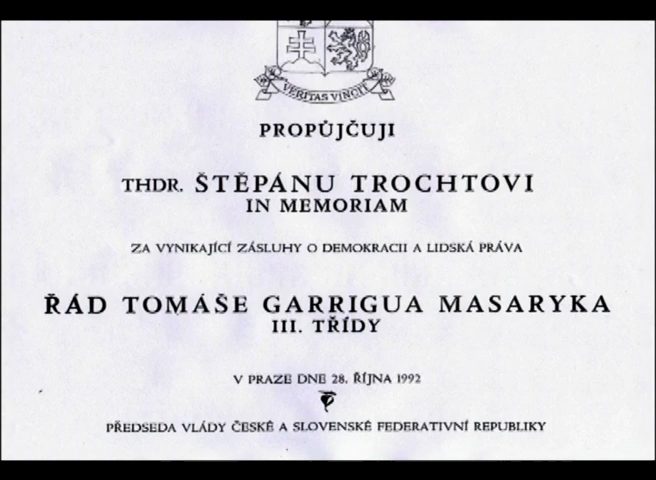 VERITAS VINCIT
PROPŮJČUJI
THDR. ŠTĚPÁNU TROCHTOVI
IN MEMORIAM
ZA VYNIKAJÍCÍ ZÁSLUHY O DEMOKRACII A LIDSKÁ PRÁVA
ŘÁD TOMÁŠE GARRIGUA MASARYKA
III. TŘÍDY
V PRAZE DNE 28. ŘÍJNA 1992
PŘEDSEDA VLÁDY ČESKÉ A SLOVENSKÉ FEDERATIVNÍ REPUBLIKY